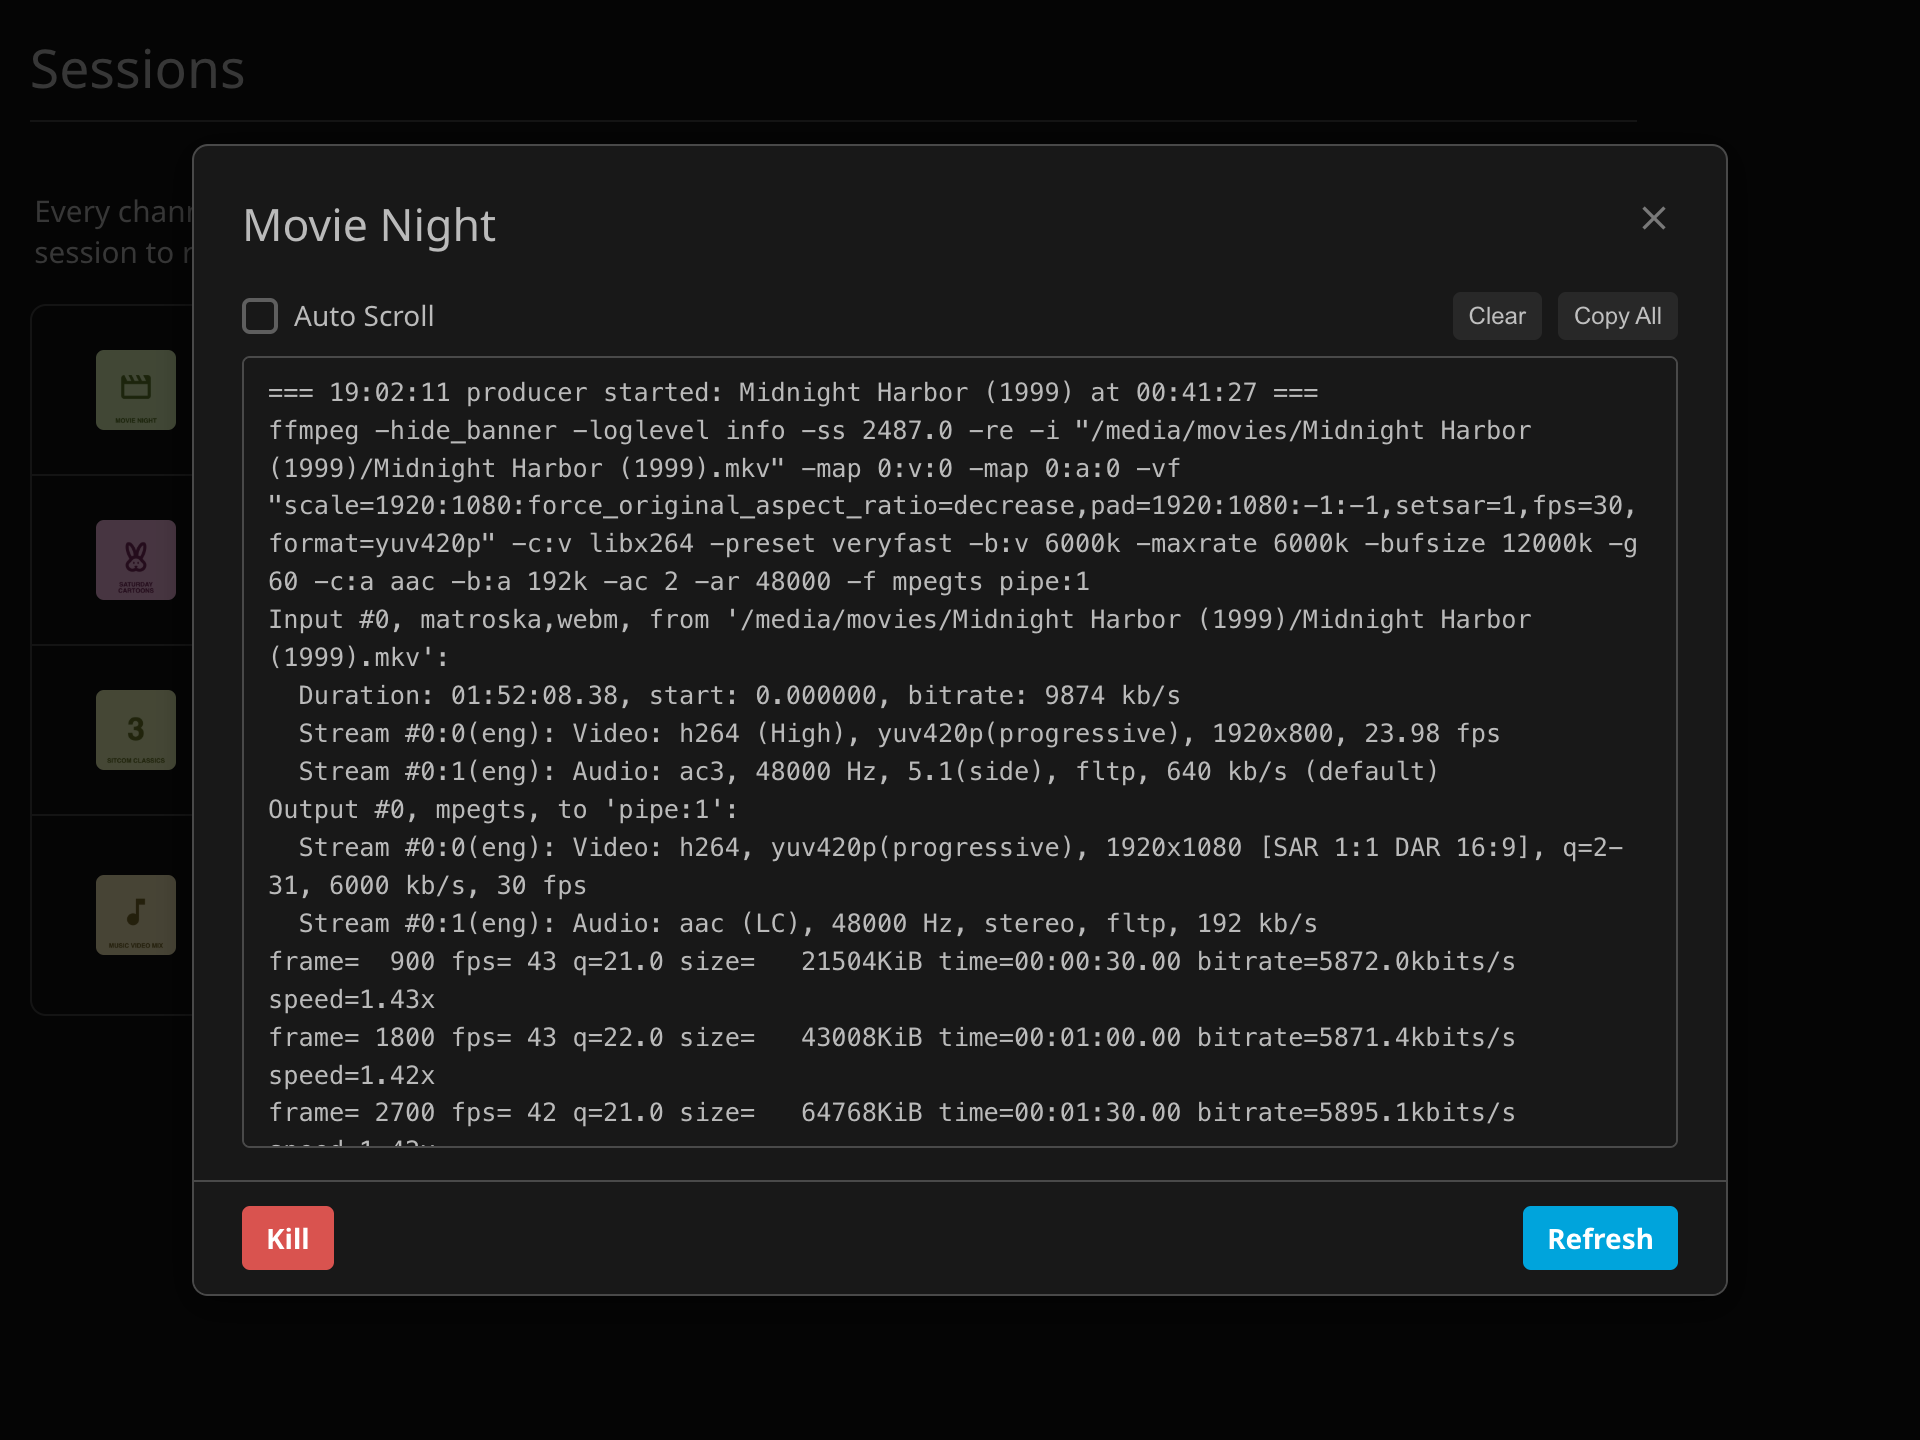 Sessions
Every chann
session to r
Movie Night
Auto Scroll
Clear
Copy All
=== 19:02:11 producer started: Midnight Harbor (1999) at 00:41:27 ===
ffmpeg -hide_banner -loglevel info -ss 2487.0 -re -i "/media/movies/Midnight Harbor
(1999)/Midnight Harbor (1999).mkv" -map 0:v:0 -map 0:a:0 -vf
"scale=1920:1080:force_original_aspect_ratio=decrease,pad=1920:1080:-1:-1,setsar=1,fps=30,
format=yuv420p" -c:v libx264 -preset veryfast -b:v 6000k -maxrate 6000k -bufsize 12000k -g
60 -c:a aac -b:a 192k -ac 2 -ar 48000 -f mpegts pipe:1
Input #0, matroska,webm, from '/media/movies/Midnight Harbor (1999)/Midnight Harbor
(1999).mkv':
  Duration: 01:52:08.38, start: 0.000000, bitrate: 9874 kb/s
  Stream #0:0(eng): Video: h264 (High), yuv420p(progressive), 1920x800, 23.98 fps
  Stream #0:1(eng): Audio: ac3, 48000 Hz, 5.1(side), fltp, 640 kb/s (default)
Output #0, mpegts, to 'pipe:1':
  Stream #0:0(eng): Video: h264, yuv420p(progressive), 1920x1080 [SAR 1:1 DAR 16:9], q=2-
31, 6000 kb/s, 30 fps
  Stream #0:1(eng): Audio: aac (LC), 48000 Hz, stereo, fltp, 192 kb/s
frame=  900 fps= 43 q=21.0 size=   21504KiB time=00:00:30.00 bitrate=5872.0kbits/s
speed=1.43x
frame= 1800 fps= 43 q=22.0 size=   43008KiB time=00:01:00.00 bitrate=5871.4kbits/s
speed=1.42x
frame= 2700 fps= 42 q=21.0 size=   64768KiB time=00:01:30.00 bitrate=5895.1kbits/s
MOVIE NIGHT
SATURDAY
CARTOONS
3
SITCOM CLASSICS
MUSIC VIDEO MIX
Kill
Refresh